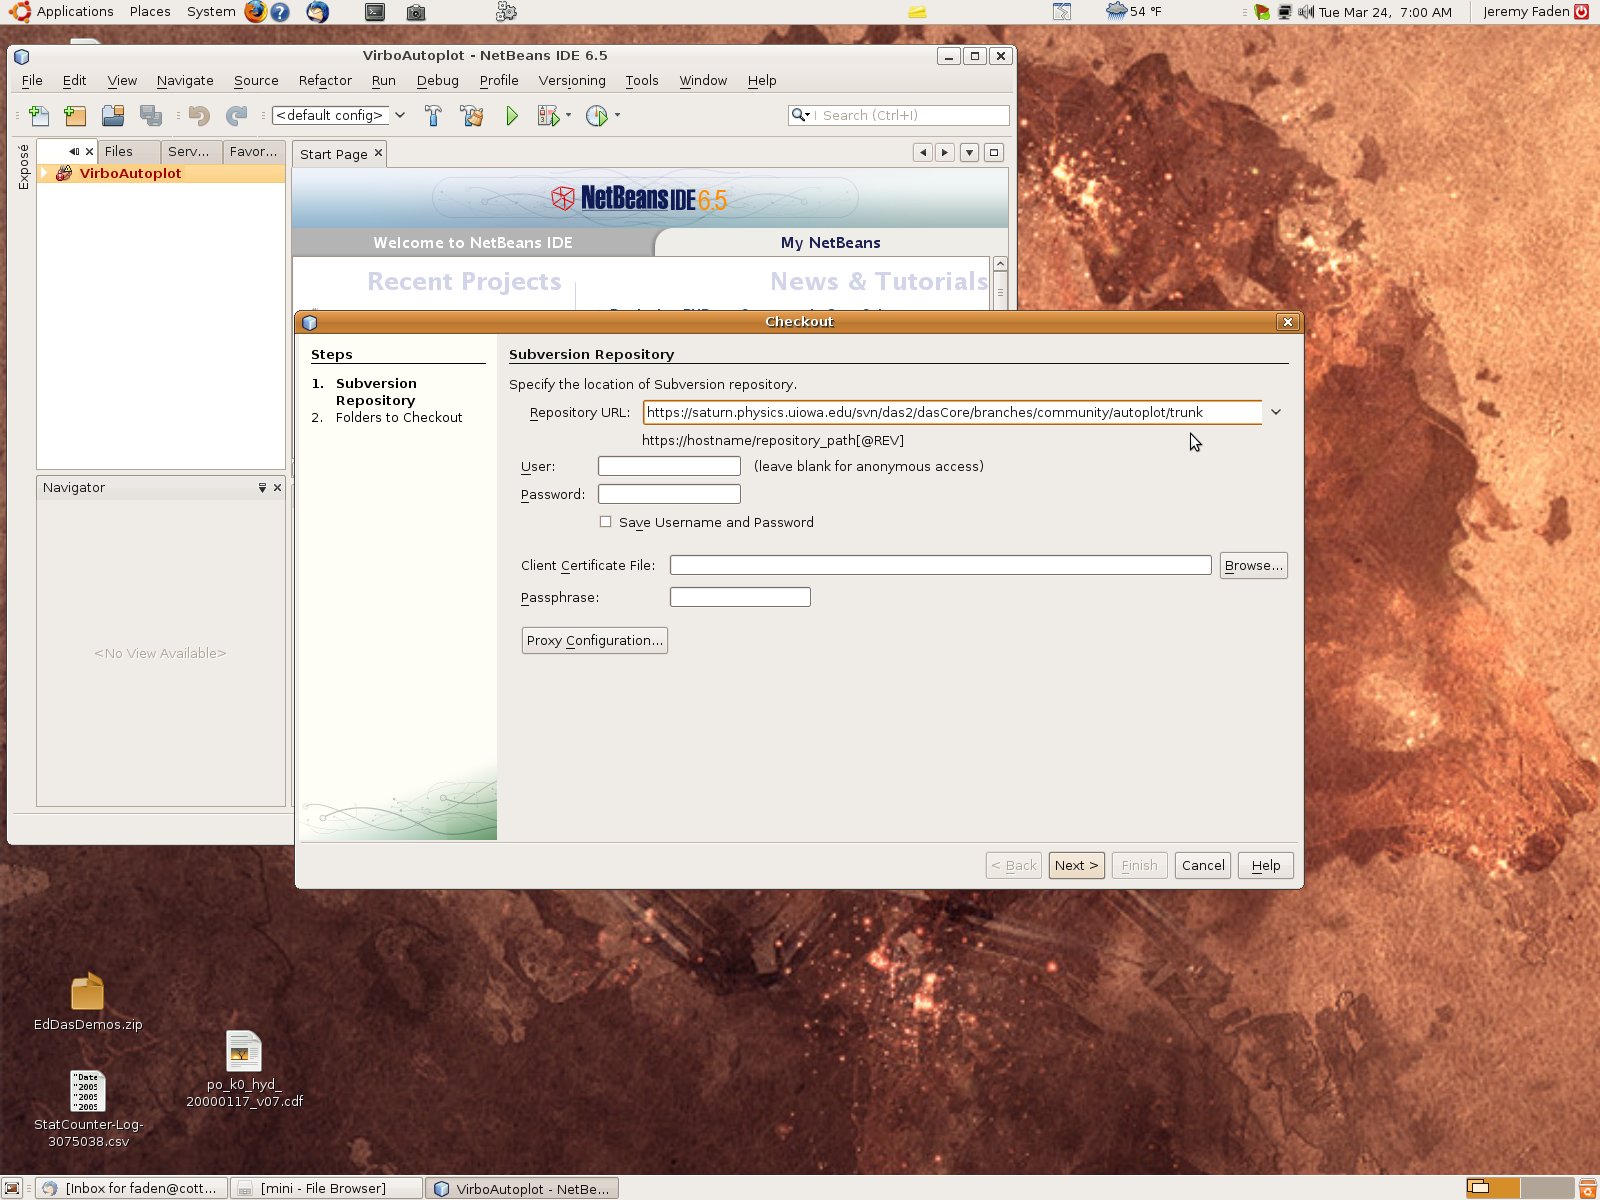 Applications Places System 54 °F Tue Mar 24, 7:00 AM Jeremy Faden
VirboAutoplot - NetBeans IDE 6.5
File Edit View Navigate Source Refactor Run Debug Profile Versioning Tools Window Help
<default config> Search (Ctrl+I)
Exposé
Files Serv... Favor... Start Page
VirboAutoplot
NetBeans IDE 6.5
Welcome to NetBeans IDE My NetBeans
Recent Projects News & Tutorials
Navigator
<No View Available>
Checkout
Steps
1. Subversion Repository
2. Folders to Checkout
Subversion Repository
Specify the location of Subversion repository.
Repository URL: https://saturn.physics.uiowa.edu/svn/das2/dasCore/branches/community/autoplot/trunk
https://hostname/repository_path[@REV]
User: (leave blank for anonymous access)
Password:
Save Username and Password
Client Certificate File: Browse...
Passphrase:
Proxy Configuration...
< Back Next > Finish Cancel Help
EdDasDemos.zip
po_k0_hyd_
20000117_v07.cdf
"Date
"2005
"2005
"2005
StatCounter-Log-
3075038.csv
[Inbox for faden@cott... [mini - File Browser] VirboAutoplot - NetBe...